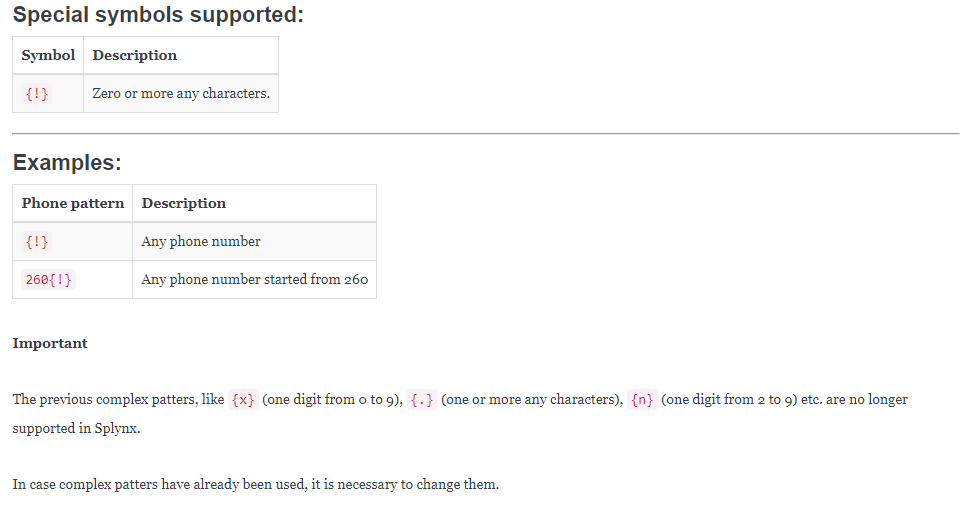 Special symbols supported:
Symbol Description
{!} Zero or more any characters.
Examples:
Phone pattern Description
{!} Any phone number
260{!} Any phone number started from 260
Important
The previous complex patters, like {x} (one digit from 0 to 9), {.} (one or more any characters), {n} (one digit from 2 to 9) etc. are no longer
supported in Splynx.
In case complex patters have already been used, it is necessary to change them.